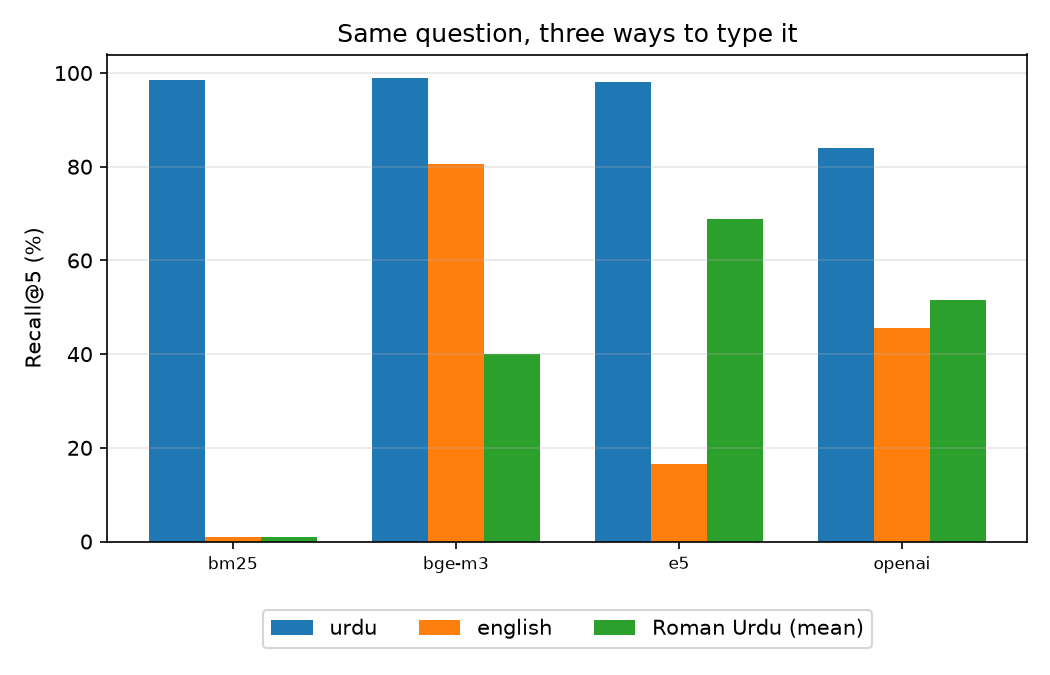 Same question, three ways to type it
Recall@5 (%)
100
80
60
40
20
0
bm25 bge-m3 e5 openai
urdu english Roman Urdu (mean)